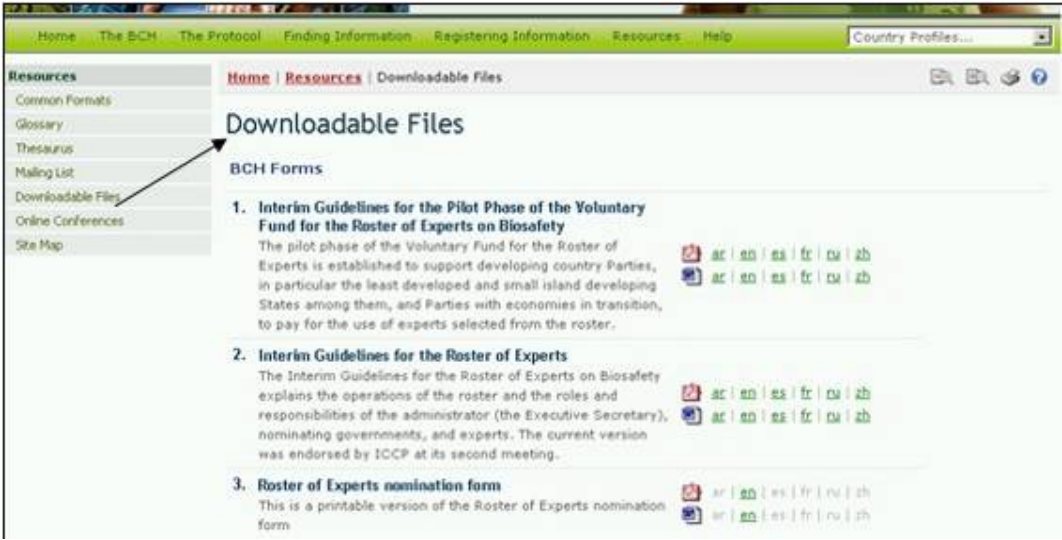 Home The BCH The Protocol Finding Information Registering Information Resources Help Country Profiles...
Resources
Common Formats
Glossary
Thesaurus
Mailing List
Downloadable Files
Online Conferences
Site Map
Home | Resources | Downloadable Files
Downloadable Files
BCH Forms
1. Interim Guidelines for the Pilot Phase of the Voluntary
Fund for the Roster of Experts on Biosafety
The pilot phase of the Voluntary Fund for the Roster of
Experts is established to support developing country Parties,
in particular the least developed and small island developing
States among them, and Parties with economies in transition,
to pay for the use of experts selected from the roster.
ar | en | es | fr | ru | zh
ar | en | es | fr | ru | zh
2. Interim Guidelines for the Roster of Experts
The Interim Guidelines for the Roster of Experts on Biosafety
explains the operations of the roster and the roles and
responsibilities of the administrator (the Executive Secretary),
nominating governments, and experts. The current version
was endorsed by ICCP at its second meeting.
ar | en | es | fr | ru | zh
ar | en | es | fr | ru | zh
3. Roster of Experts nomination form
This is a printable version of the Roster of Experts nomination
form
ar | en | es | fr | ru | zh
ar | en | es | fr | ru | zh